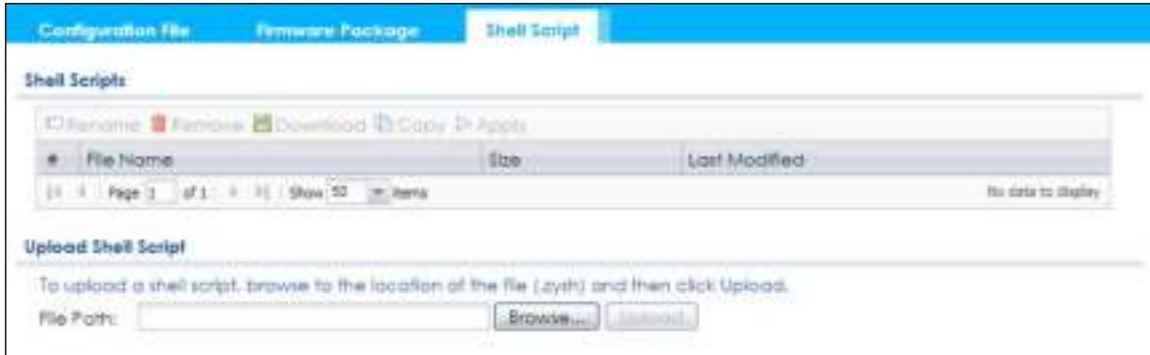 Configuration File Firmware Package Shell Script
Shell Scripts
Rename Remove Download Copy Apply
# File Name Size Last Modified
Page 1 of 1 Show 50 items No data to display
Upload Shell Script
To upload a shell script, browse to the location of the file (.zysh) and then click Upload.
File Path: Browse... Upload